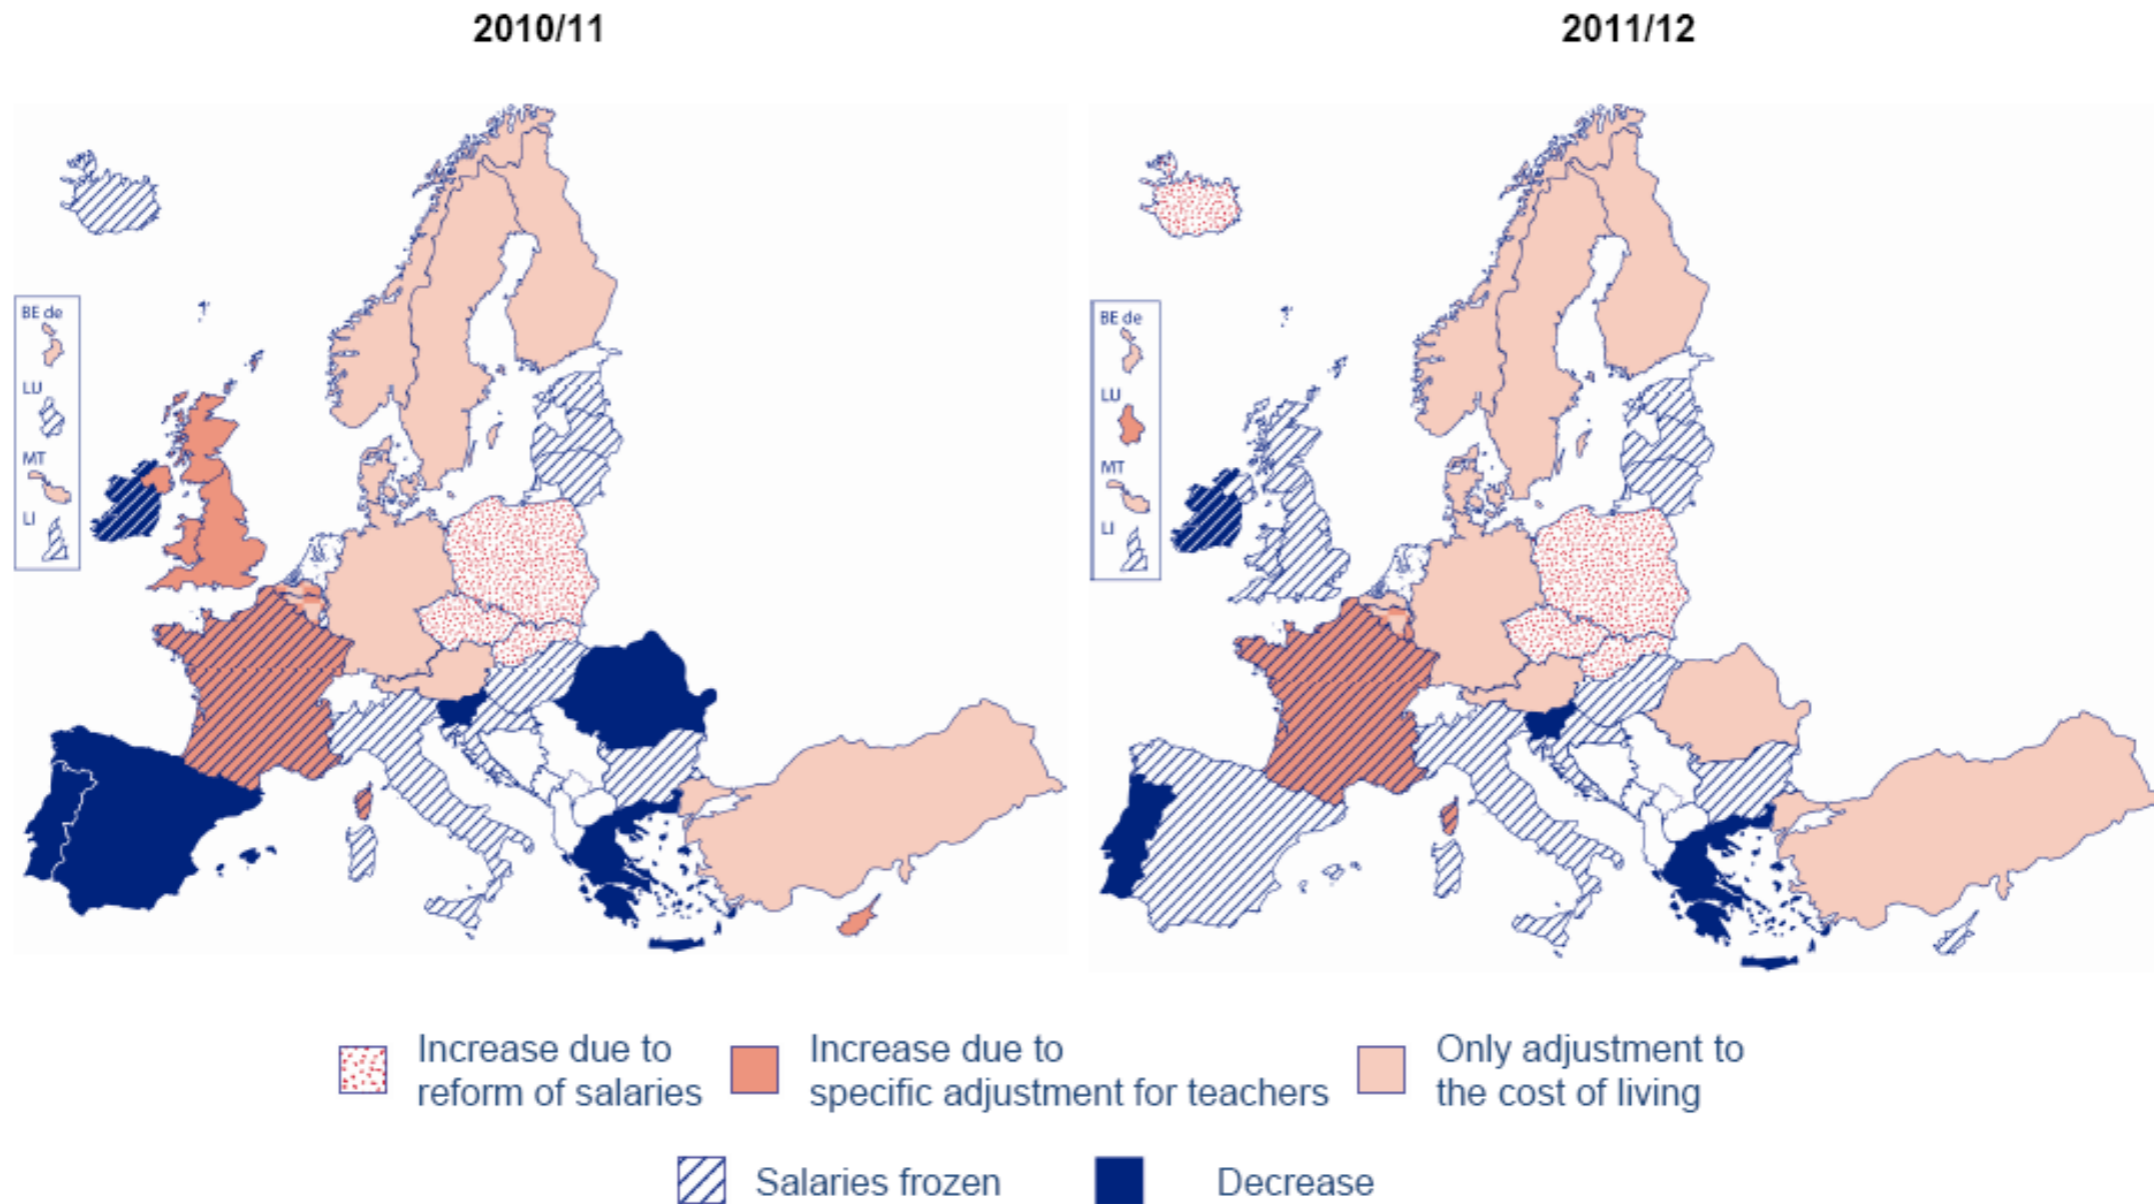 2010/11
2011/12
BE de
LU
MT
LI
BE de
LU
MT
LI
Increase due to
reform of salaries
Increase due to
specific adjustment for teachers
Only adjustment to
the cost of living
Salaries frozen
Decrease